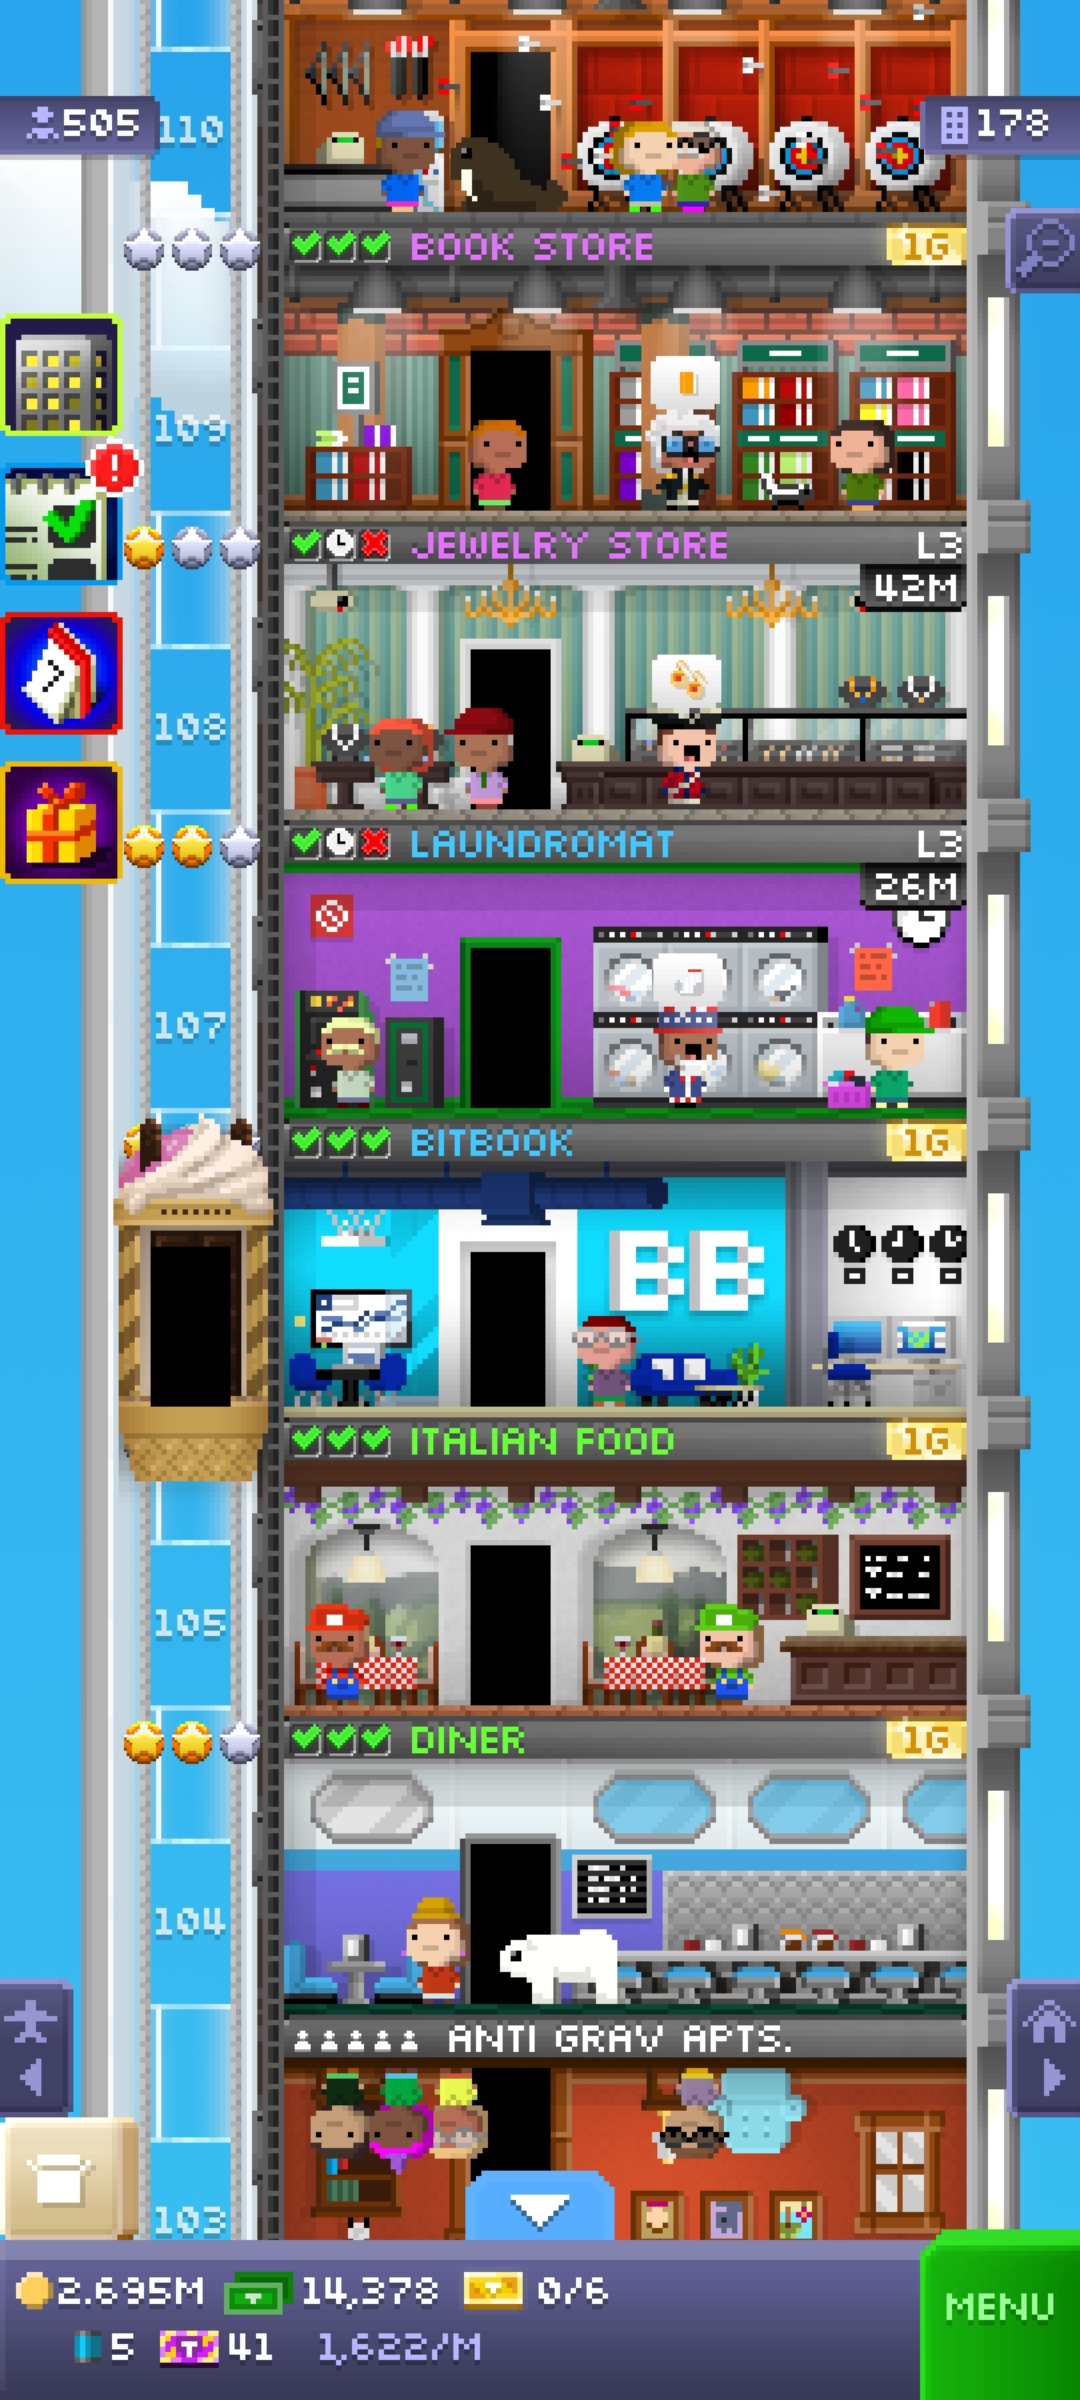 505
110
178
BOOK STORE 1G
109
JEWELRY STORE L3
42M
7
108
LAUNDROMAT L3
26M
107
BITBOOK 1G
BB
ITALIAN FOOD 1G
105
DINER 1G
104
ANTI GRAV APTS.
103
2.695M 14,378 0/6
MENU
5 T 41 1,622/M